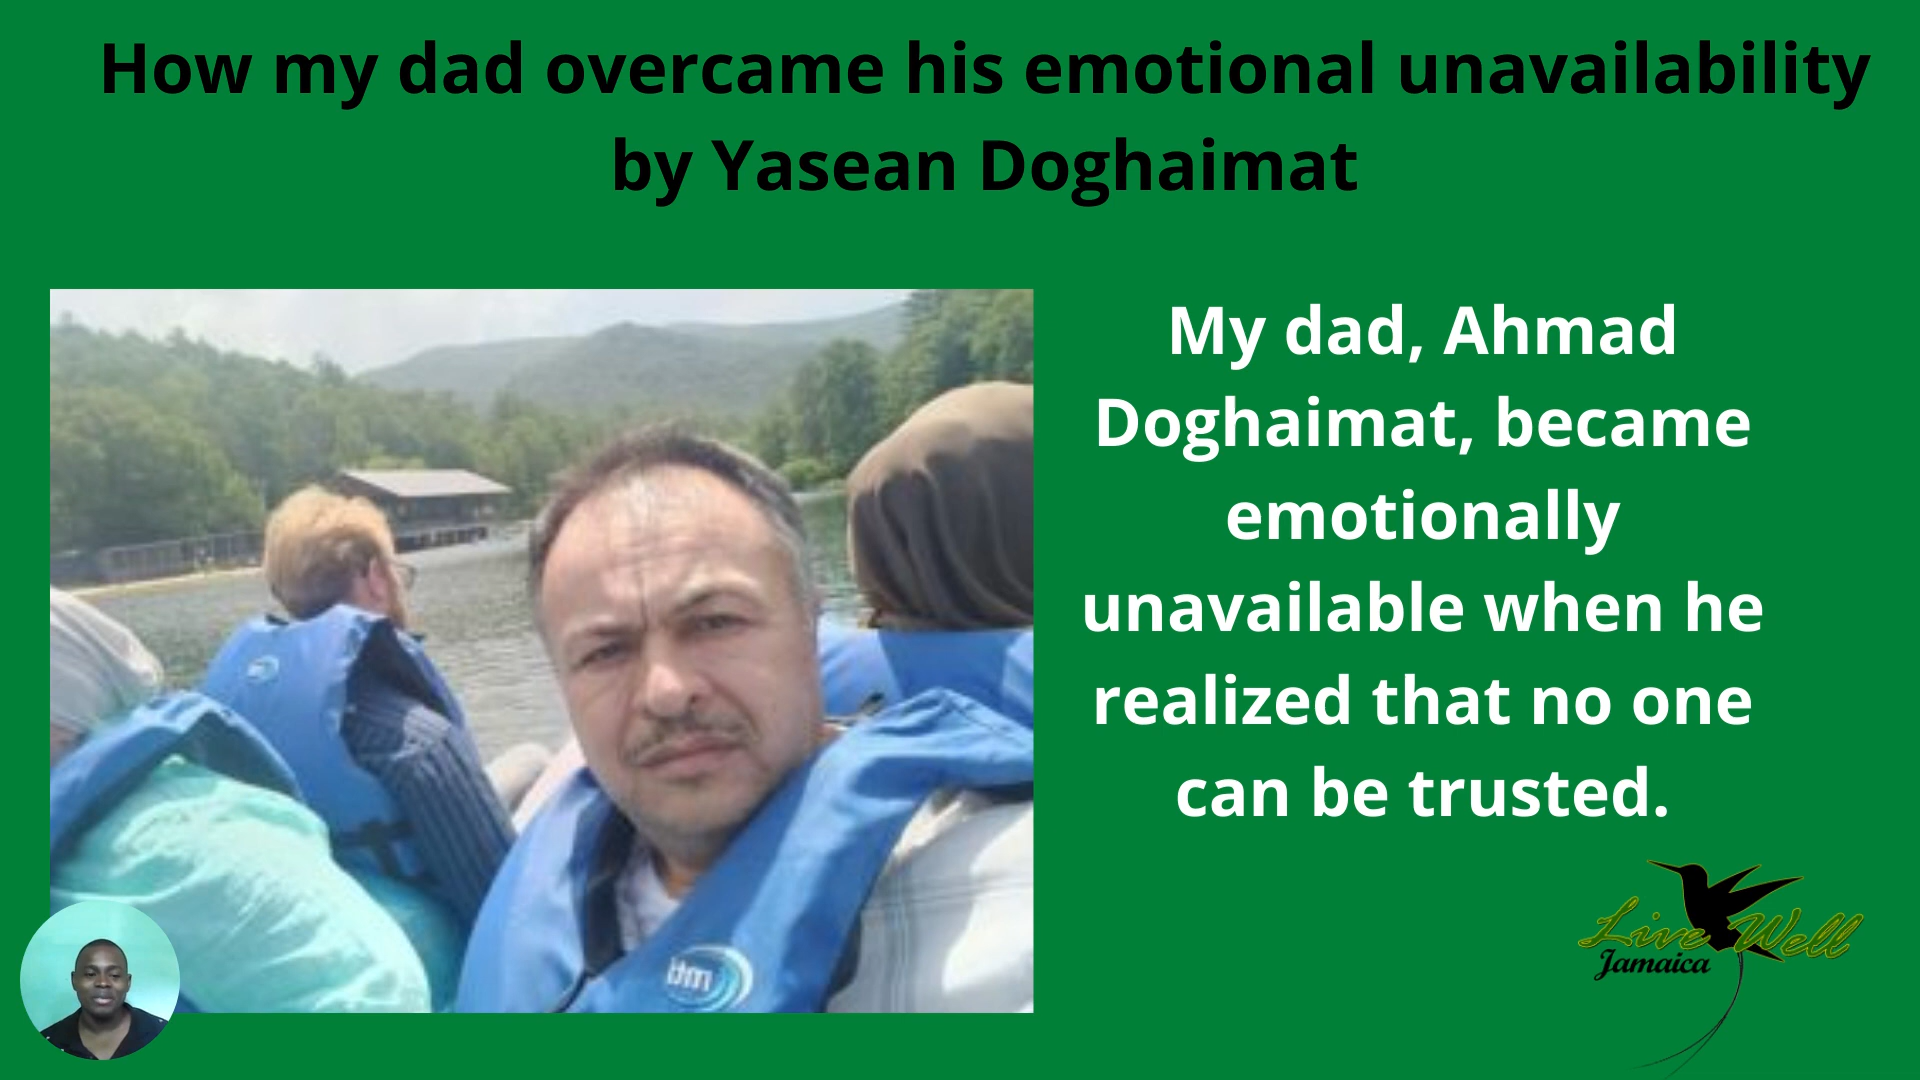 How my dad overcame his emotional unavailability
by Yasean Doghaimat
My dad, Ahmad
Doghaimat, became
emotionally
unavailable when he
realized that no one
can be trusted.
Live Well
Jamaica